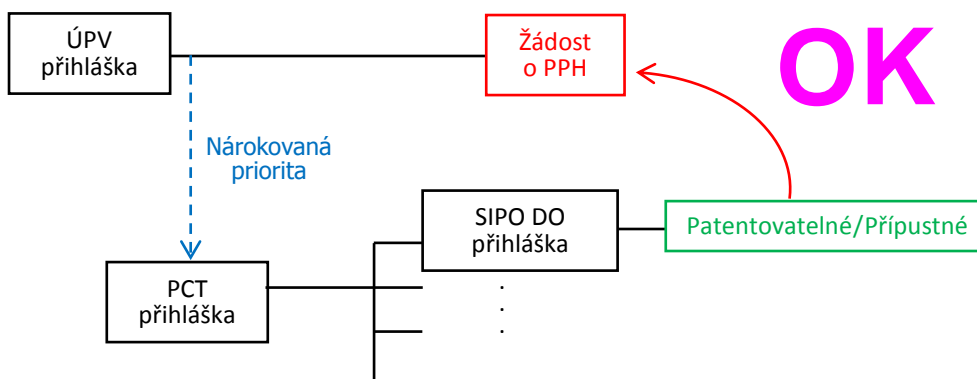 ÚPV
přihláška
Žádost
o PPH
OK
Nárokovaná
priorita
SIPO DO
přihláška
Patentovatelné/Přípustné
PCT
přihláška